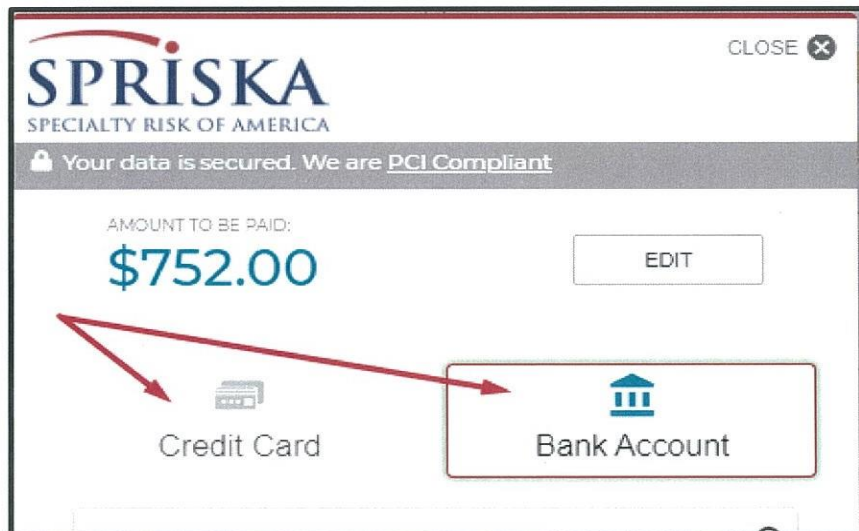 CLOSE
SPRISKA
SPECIALTY RISK OF AMERICA
Your data is secured. We are PCI Compliant
AMOUNT TO BE PAID:
$752.00
EDIT
Credit Card
Bank Account